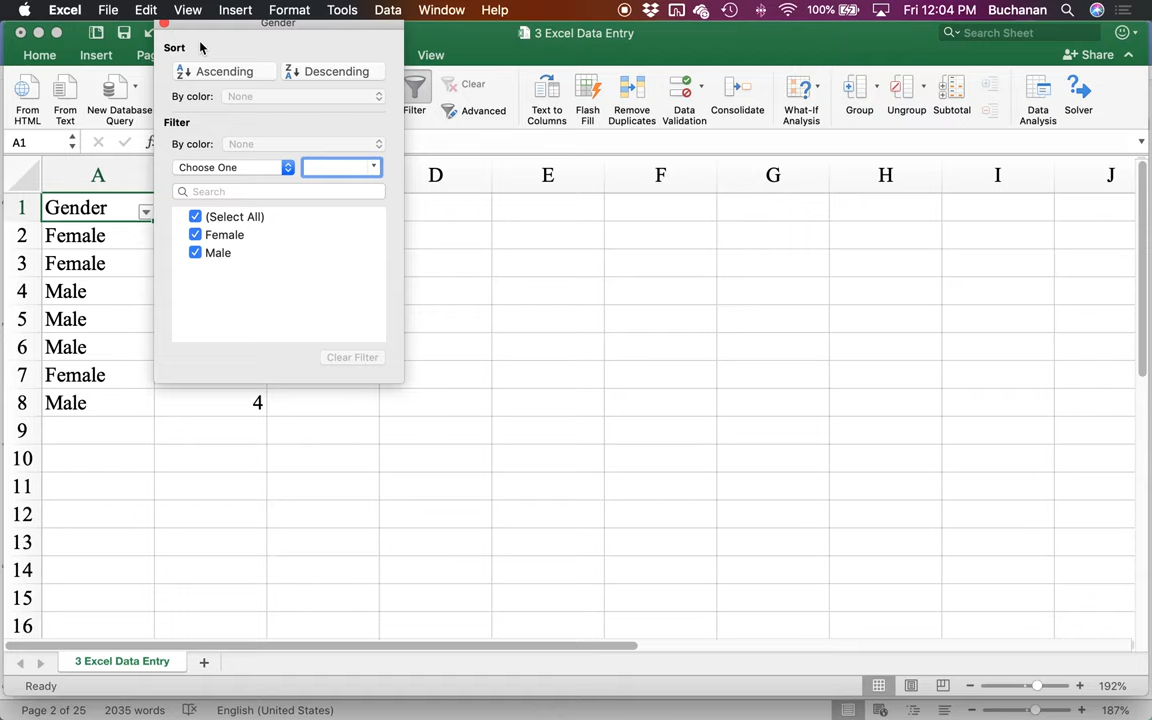 Excel File Edit View Insert Format Tools Data Window Help 100% Fri 12:04 PM Buchanan
3 Excel Data Entry Search Sheet
Home Insert View Share
Gender
Sort
Ascending Descending
By color: None
Filter
By color: None
Choose One
Search
(Select All)
Female
Male
Clear Filter
From HTML From Text New Database Query Filter Clear Advanced Text to Columns Flash Fill Remove Duplicates Data Validation Consolidate What-If Analysis Group Ungroup Subtotal Data Analysis Solver
A1
A D E F G H I J
1 Gender
2 Female
3 Female
4 Male
5 Male
6 Male
7 Female
8 Male 4
9
10
11
12
13
14
15
16
3 Excel Data Entry
Ready 192%
Page 2 of 25 2035 words English (United States) 187%